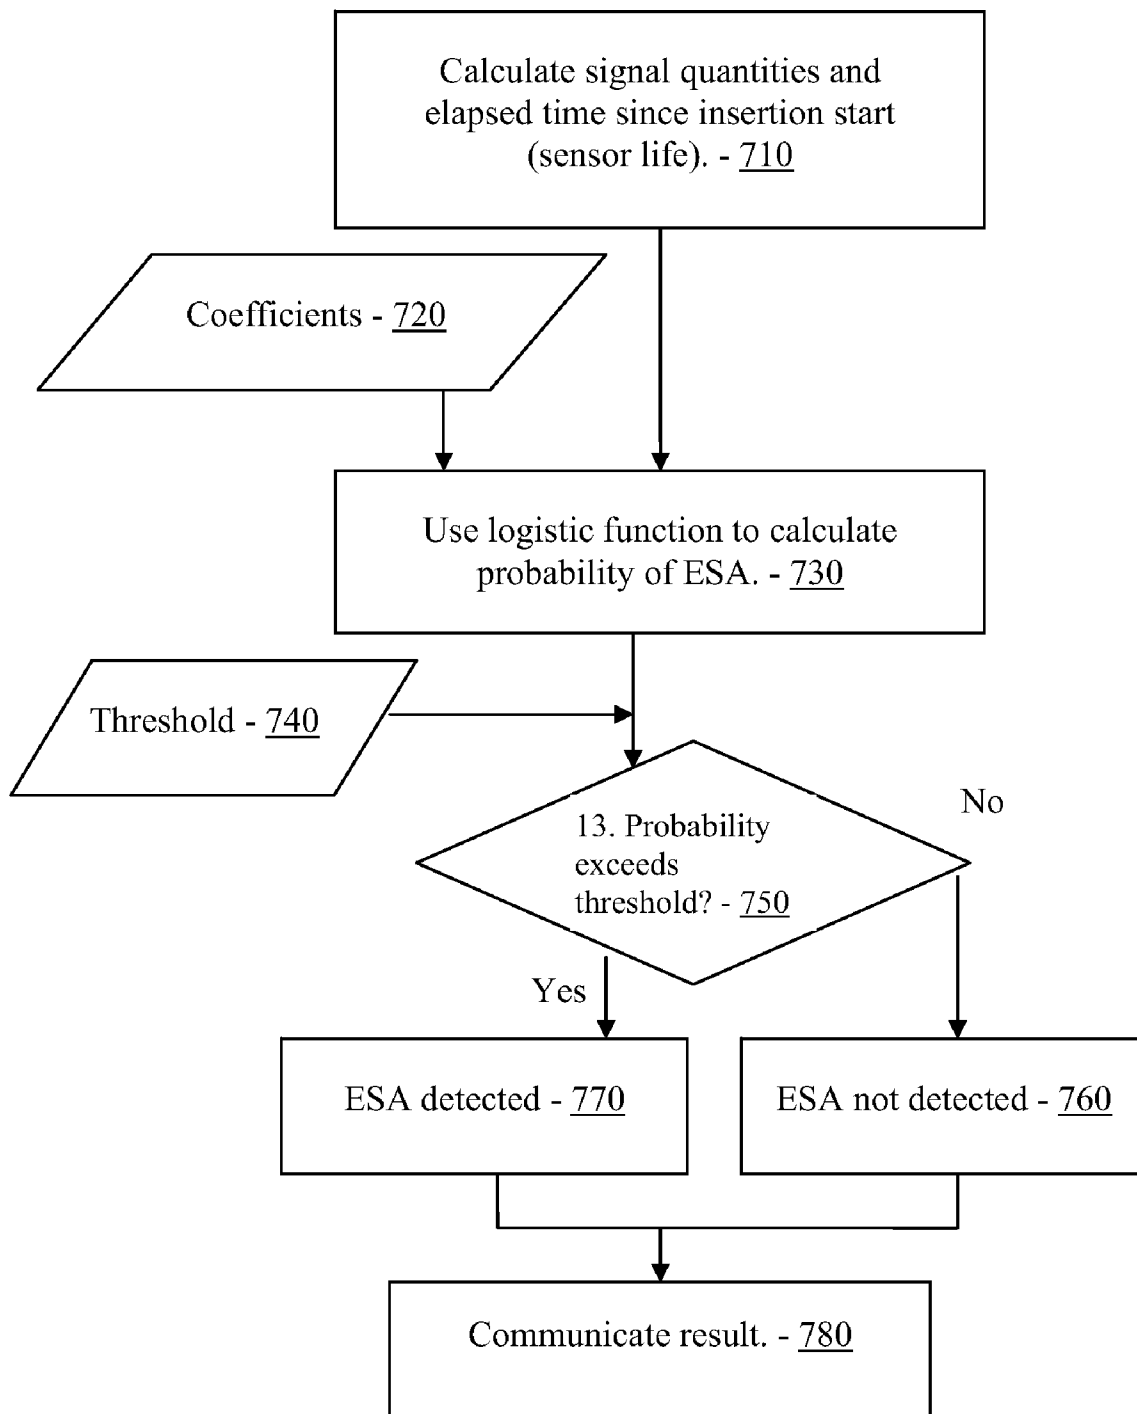 Calculate signal quantities and
elapsed time since insertion start
(sensor life). - 710
Coefficients - 720
Use logistic function to calculate
probability of ESA. - 730
Threshold - 740
No
13. Probability
exceeds
threshold? - 750
Yes
ESA detected - 770
ESA not detected - 760
Communicate result. - 780